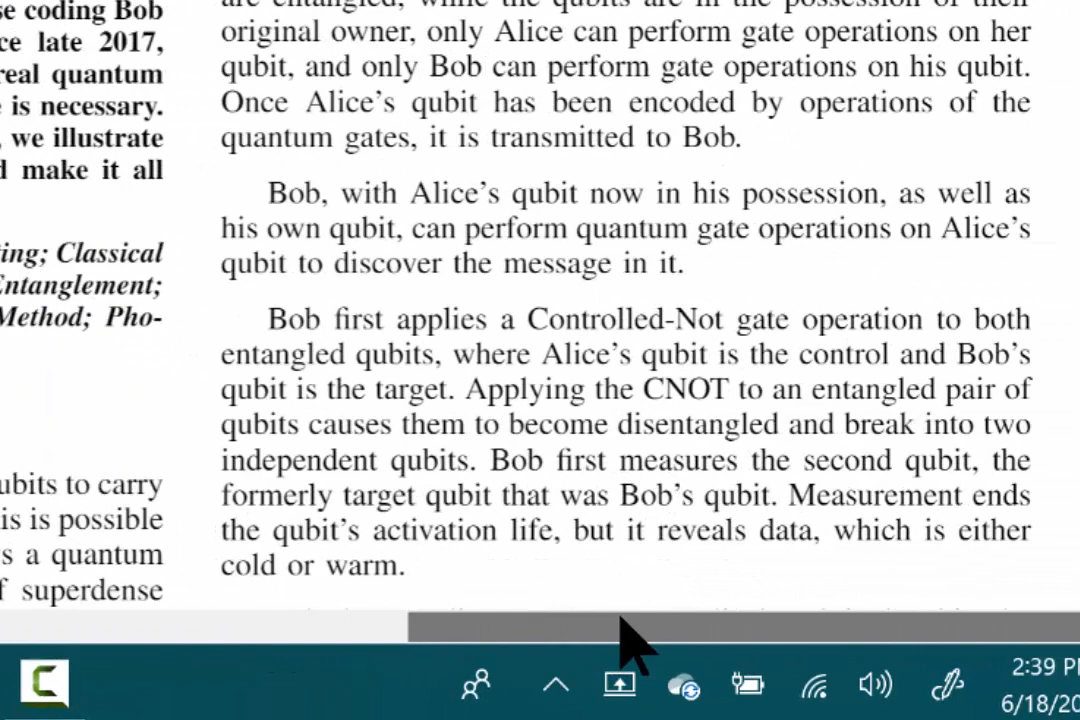 se coding Bob
ce late 2017,
real quantum
is necessary.
, we illustrate
d make it all
ting; Classical
Entanglement;
Method; Pho-
ubits to carry
is is possible
s a quantum
f superdense
are entangled, while the qubits are in the possession of their
original owner, only Alice can perform gate operations on her
qubit, and only Bob can perform gate operations on his qubit.
Once Alice's qubit has been encoded by operations of the
quantum gates, it is transmitted to Bob.
Bob, with Alice's qubit now in his possession, as well as
his own qubit, can perform quantum gate operations on Alice's
qubit to discover the message in it.
Bob first applies a Controlled-Not gate operation to both
entangled qubits, where Alice's qubit is the control and Bob's
qubit is the target. Applying the CNOT to an entangled pair of
qubits causes them to become disentangled and break into two
independent qubits. Bob first measures the second qubit, the
formerly target qubit that was Bob's qubit. Measurement ends
the qubit's activation life, but it reveals data, which is either
cold or warm.
2:39 P
6/18/20